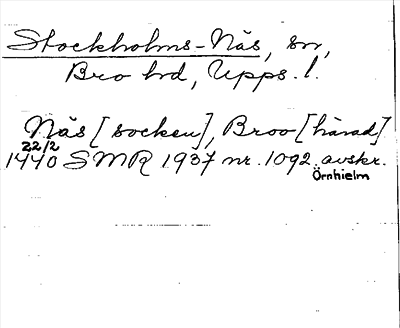 Stockholms-Näs, sn,
Bro hd, Upps. l.
Näs [socken], Broo [härad]
22/2
1440 SMR 1937 nr. 1092 avskr.
Örnhielm